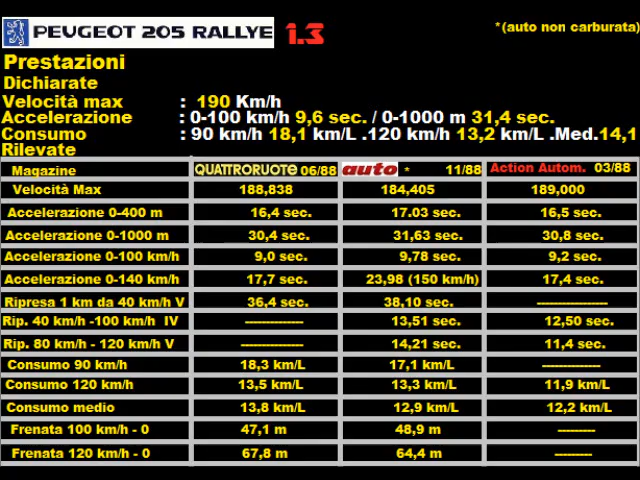 PEUGEOT 205 RALLYE 1.3 *(auto non carburata)
Prestazioni
Dichiarate
Velocità max : 190 Km/h
Accelerazione : 0-100 km/h 9,6 sec. / 0-1000 m 31,4 sec.
Consumo : 90 km/h 18,1 km/L .120 km/h 13,2 km/L .Med.14,1
Rilevate
Magazine QUATTRORUOTE 06/88 auto * 11/88 Action Autom. 03/88
Velocità Max 188,838 184,405 189,000
Accelerazione 0-400 m 16,4 sec. 17.03 sec. 16,5 sec.
Accelerazione 0-1000 m 30,4 sec. 31,63 sec. 30,8 sec.
Accelerazione 0-100 km/h 9,0 sec. 9,78 sec. 9,2 sec.
Accelerazione 0-140 km/h 17,7 sec. 23,98 (150 km/h) 17,4 sec.
Ripresa 1 km da 40 km/h V 36,4 sec. 38,10 sec. ----------------
Rip. 40 km/h -100 km/h IV -------------- 13,51 sec. 12,50 sec.
Rip. 80 km/h - 120 km/h V -------------- 14,21 sec. 11,4 sec.
Consumo 90 km/h 18,3 km/L 17,1 km/L -------------
Consumo 120 km/h 13,5 km/L 13,3 km/L 11,9 km/L
Consumo medio 13,8 km/L 12,9 km/L 12,2 km/L
Frenata 100 km/h - 0 47,1 m 48,9 m. ---------
Frenata 120 km/h - 0 67,8 m 64,4 m ---------